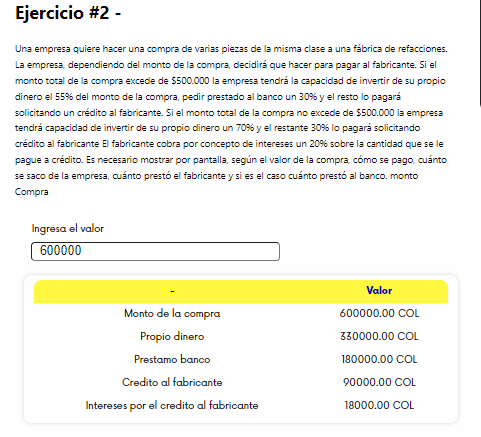 Ejercicio #2 -
Una empresa quiere hacer una compra de varias piezas de la misma clase a una fábrica de refacciones.
La empresa, dependiendo del monto de la compra, decidirá que hacer para pagar al fabricante. Si el
monto total de la compra excede de $500.000 la empresa tendrá la capacidad de invertir de su propio
dinero el 55% del monto de la compra, pedir prestado al banco un 30% y el resto lo pagará
solicitando un crédito al fabricante. Si el monto total de la compra no excede de $500.000 la empresa
tendrá capacidad de invertir de su propio dinero un 70% y el restante 30% lo pagará solicitando
crédito al fabricante El fabricante cobra por concepto de intereses un 20% sobre la cantidad que se le
pague a crédito. Es necesario mostrar por pantalla, según el valor de la compra, cómo se pago, cuánto
se saco de la empresa, cuánto prestó el fabricante y si es el caso cuánto prestó al banco. monto
Compra
Ingresa el valor
600000
- Valor
Monto de la compra 600000.00 COL
Propio dinero 330000.00 COL
Prestamo banco 180000.00 COL
Credito al fabricante 90000.00 COL
Intereses por el credito al fabricante 18000.00 COL